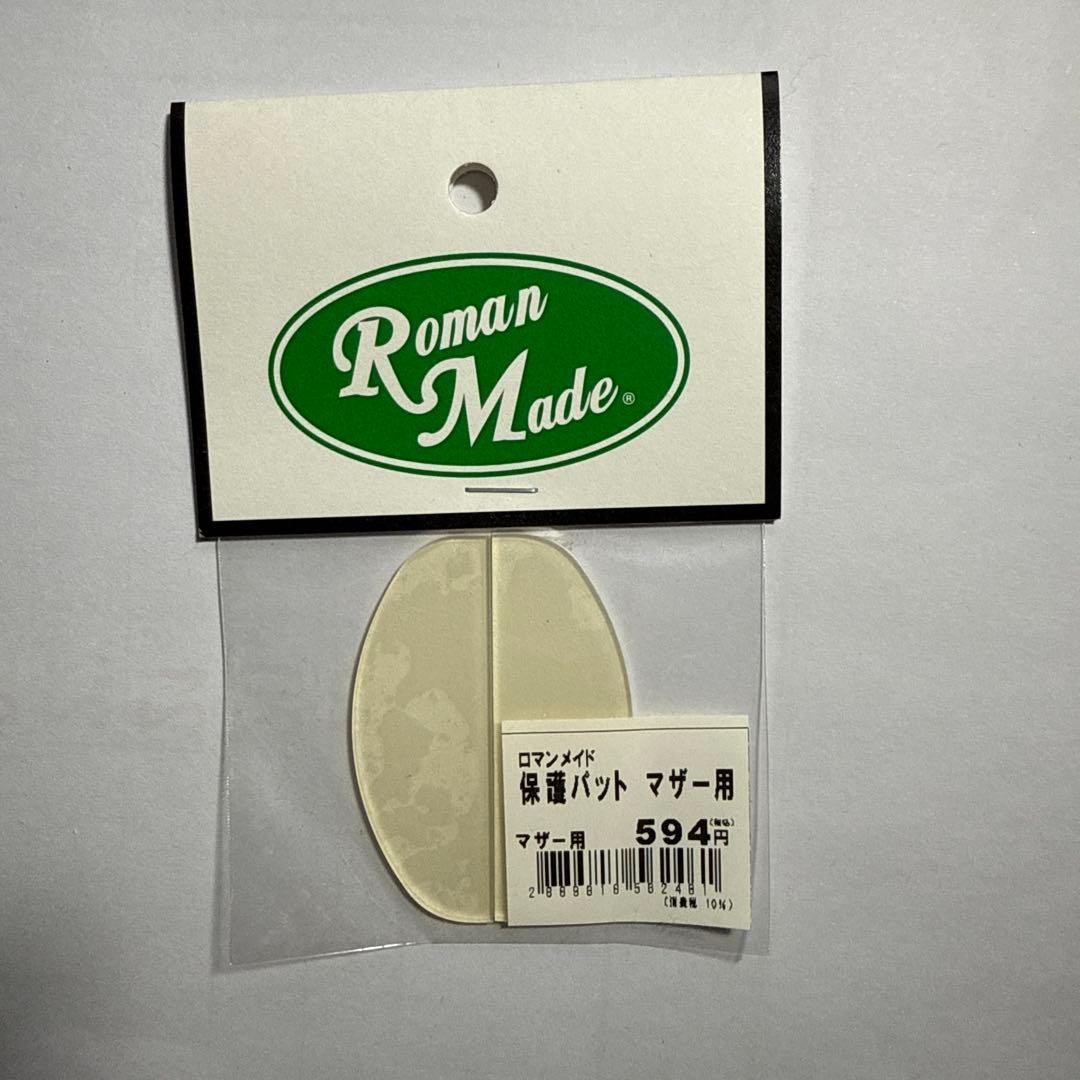 Roman
Made®
ロマンメイド
保護パット マザー用
マザー用 594円(税込)
(消費税 10%)